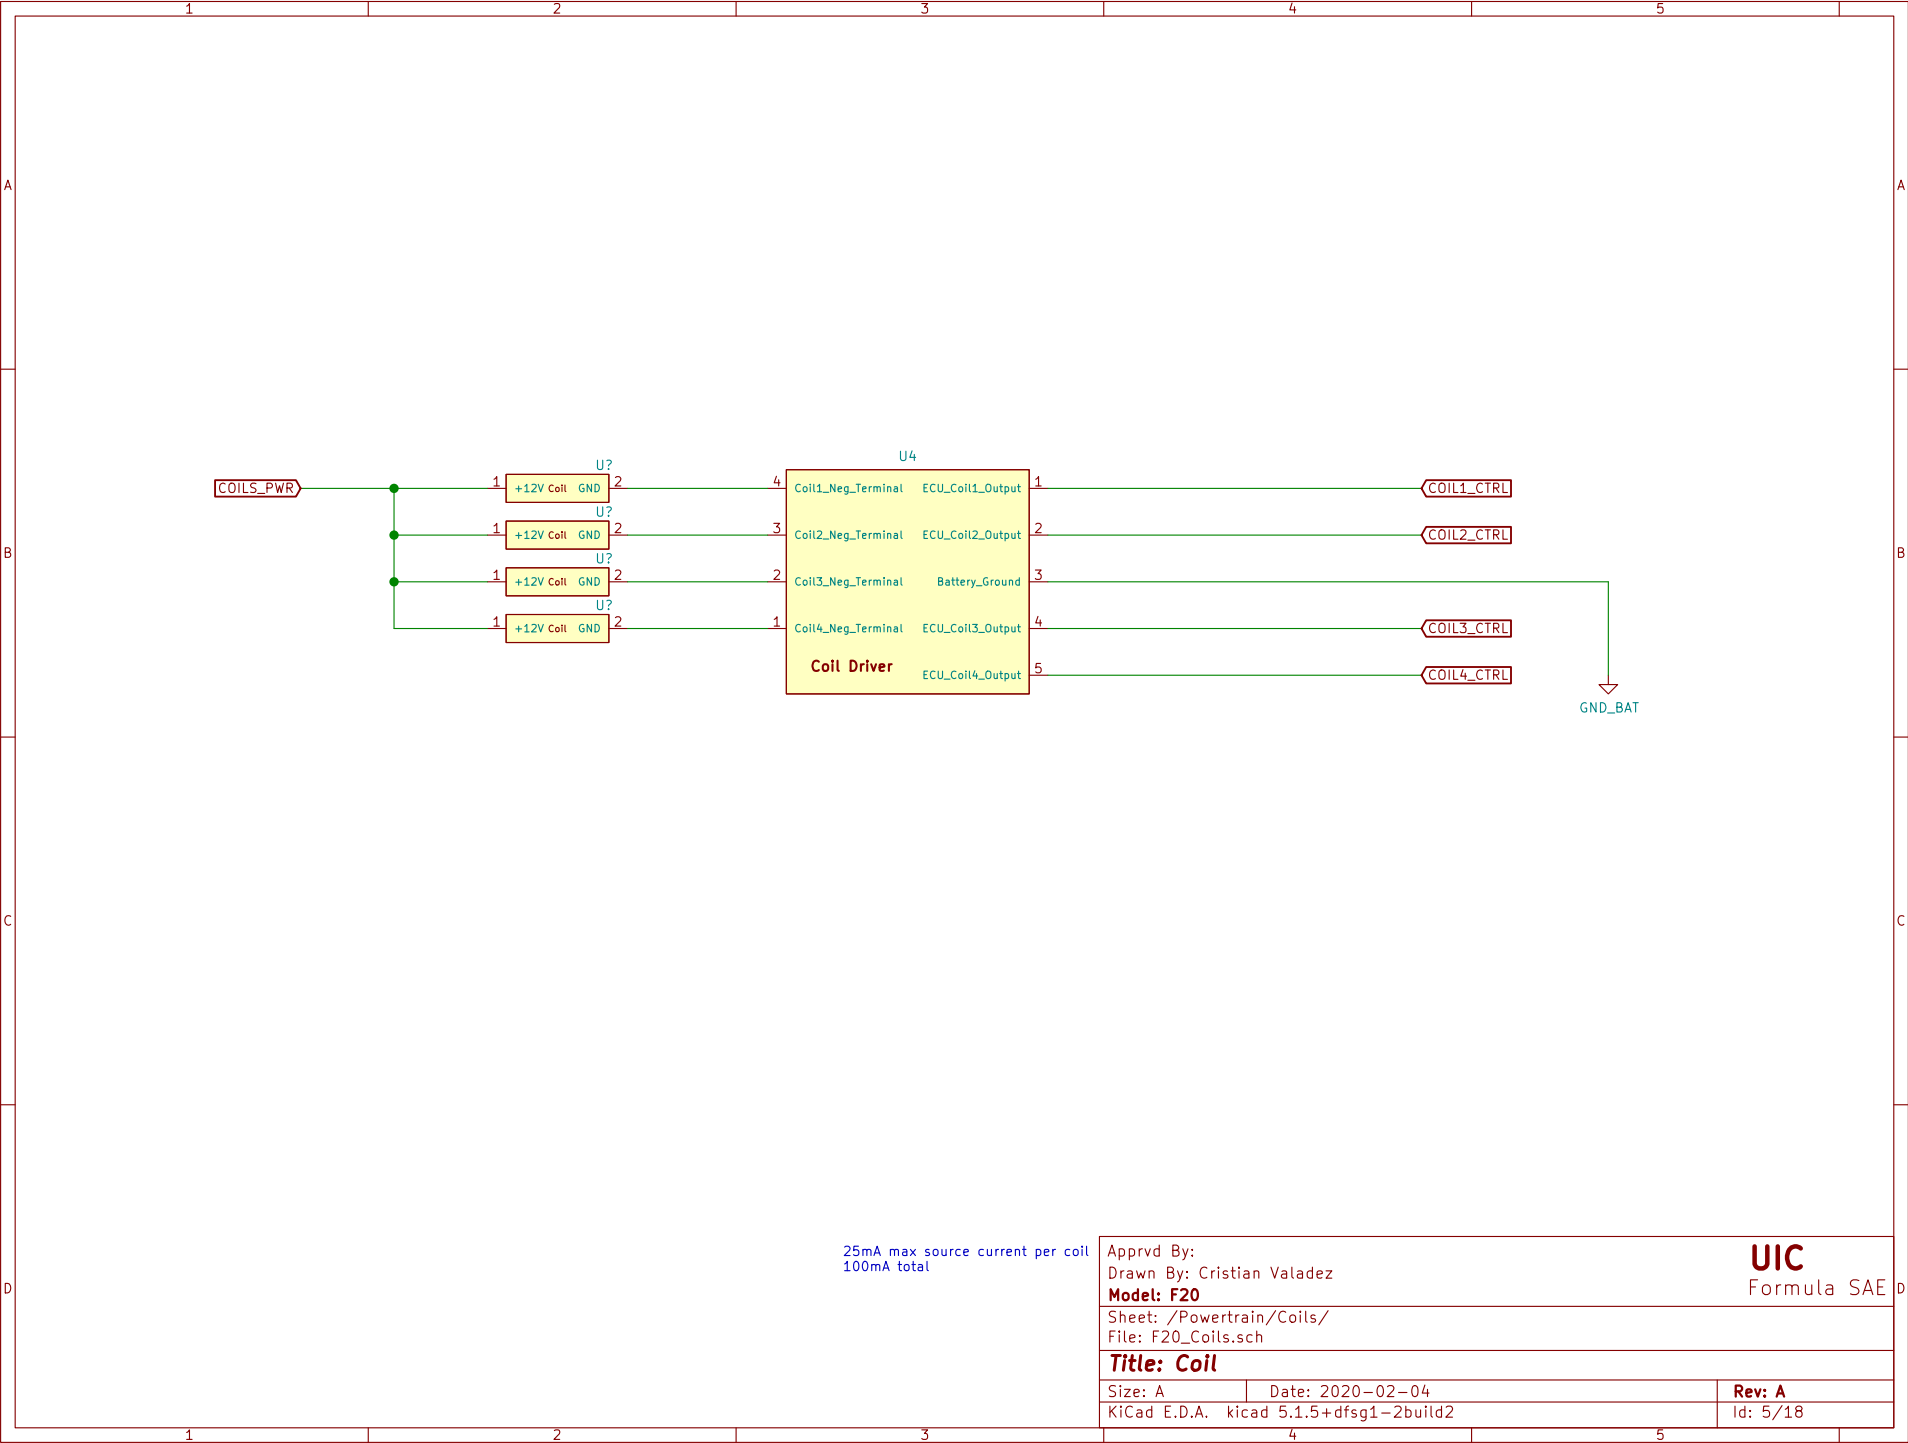 1 2 3 4 5
A A
U4
U?
COILS_PWR 1 +12V Coil GND 2 4 Coil1_Neg_Terminal ECU_Coil1_Output 1 COIL1_CTRL
U?
1 +12V Coil GND 2 3 Coil2_Neg_Terminal ECU_Coil2_Output 2 COIL2_CTRL
B B
U?
1 +12V Coil GND 2 2 Coil3_Neg_Terminal Battery_Ground 3
U?
1 +12V Coil GND 2 1 Coil4_Neg_Terminal ECU_Coil3_Output 4 COIL3_CTRL
Coil Driver
ECU_Coil4_Output 5 COIL4_CTRL
GND_BAT
C C
25mA max source current per coil
100mA total
Apprvd By:
Drawn By: Cristian Valadez
Model: F20
UIC
Formula SAE
D D
Sheet: /Powertrain/Coils/
File: F20_Coils.sch
Title: Coil
Size: A Date: 2020-02-04 Rev: A
KiCad E.D.A. kicad 5.1.5+dfsg1-2build2 Id: 5/18
1 2 3 4 5